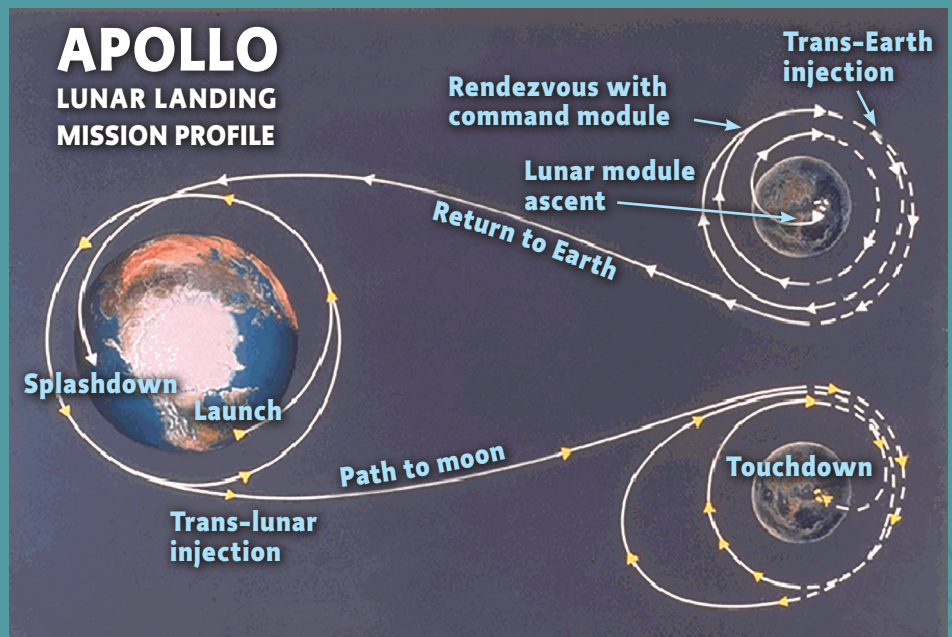 APOLLO
LUNAR LANDING
MISSION PROFILE
Trans-Earth
injection
Rendezvous with
command module
Lunar module
ascent
Return to Earth
Splashdown
Launch
Path to moon
Touchdown
Trans-lunar
injection